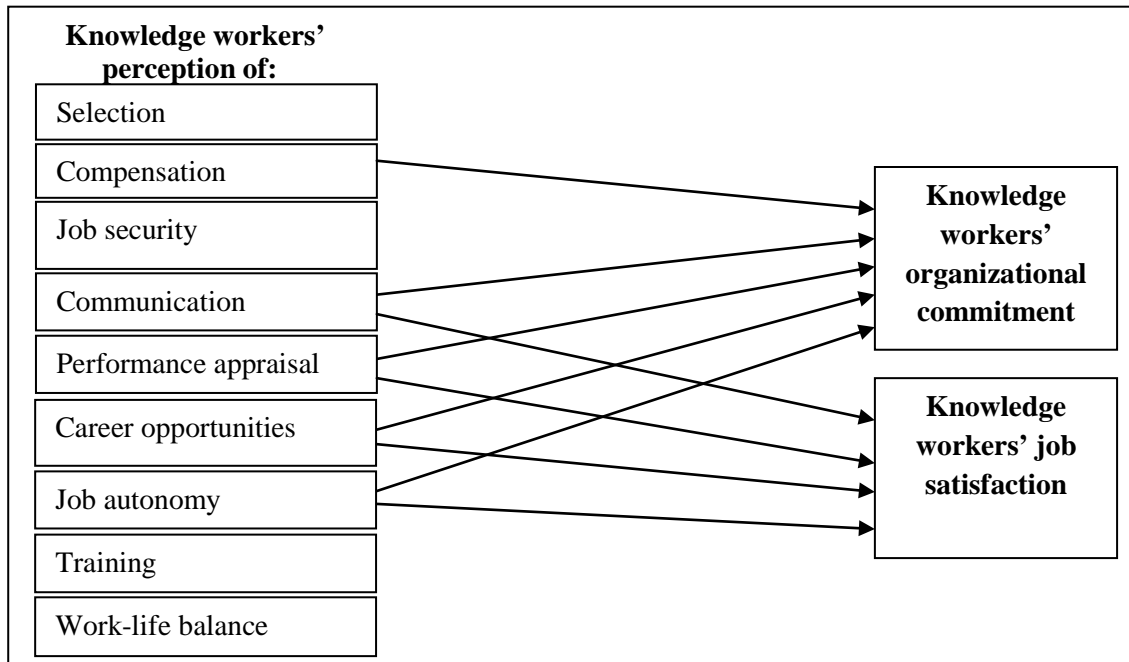 Knowledge workers’
perception of:
Selection
Compensation
Job security
Communication
Performance appraisal
Career opportunities
Job autonomy
Training
Work-life balance
Knowledge
workers’
organizational
commitment
Knowledge
workers’ job
satisfaction